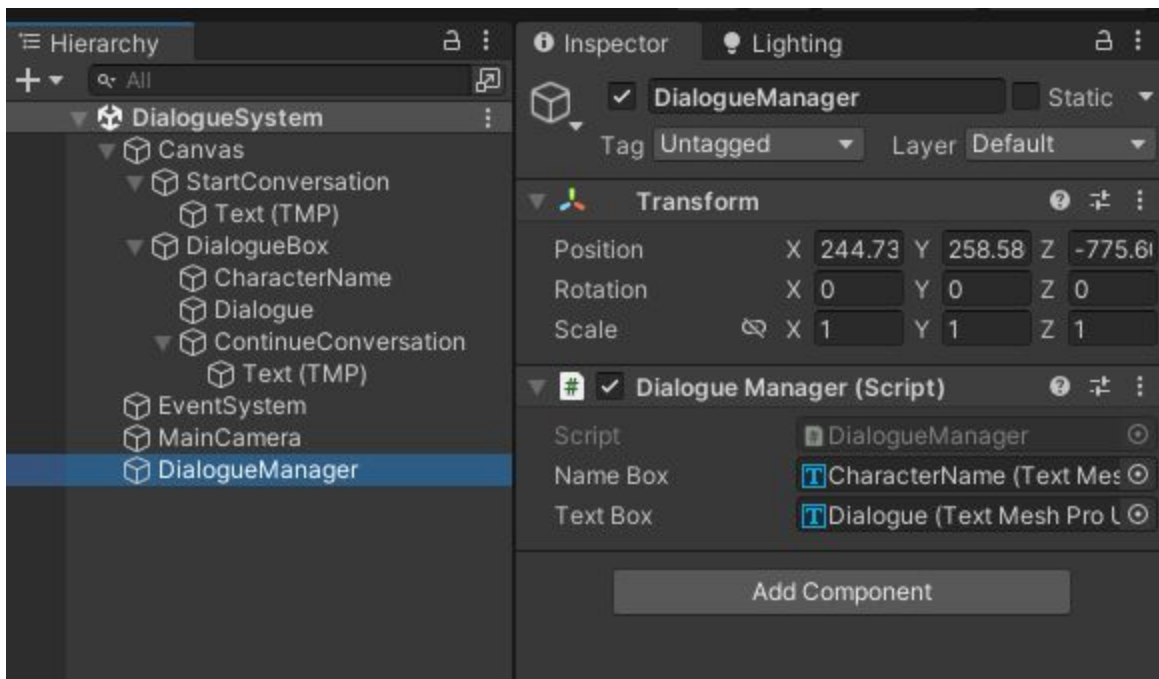 Hierarchy
All
DialogueSystem
Canvas
StartConversation
Text (TMP)
DialogueBox
CharacterName
Dialogue
ContinueConversation
Text (TMP)
EventSystem
MainCamera
DialogueManager
Inspector Lighting
DialogueManager Static
Tag Untagged Layer Default
Transform
Position X 244.73 Y 258.58 Z -775.6
Rotation X 0 Y 0 Z 0
Scale X 1 Y 1 Z 1
# Dialogue Manager (Script)
Script DialogueManager
Name Box CharacterName (Text Mes
Text Box Dialogue (Text Mesh Pro U
Add Component